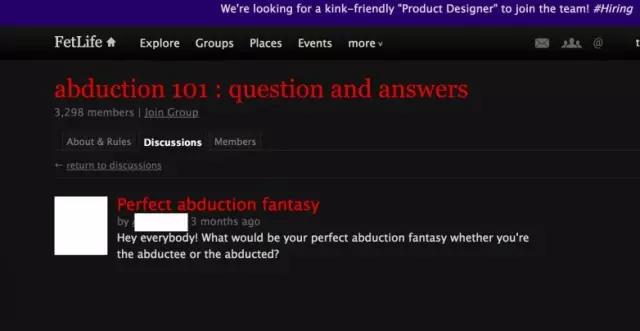 We're looking for a kink-friendly "Product Designer" to join the team! #Hiring
FetLife Explore Groups Places Events more v @
abduction 101 : question and answers
3,298 members | Join Group
About & Rules Discussions Members
← return to discussions
Perfect abduction fantasy
by 3 months ago
Hey everybody! What would be your perfect abduction fantasy whether you're
the abductee or the abducted?